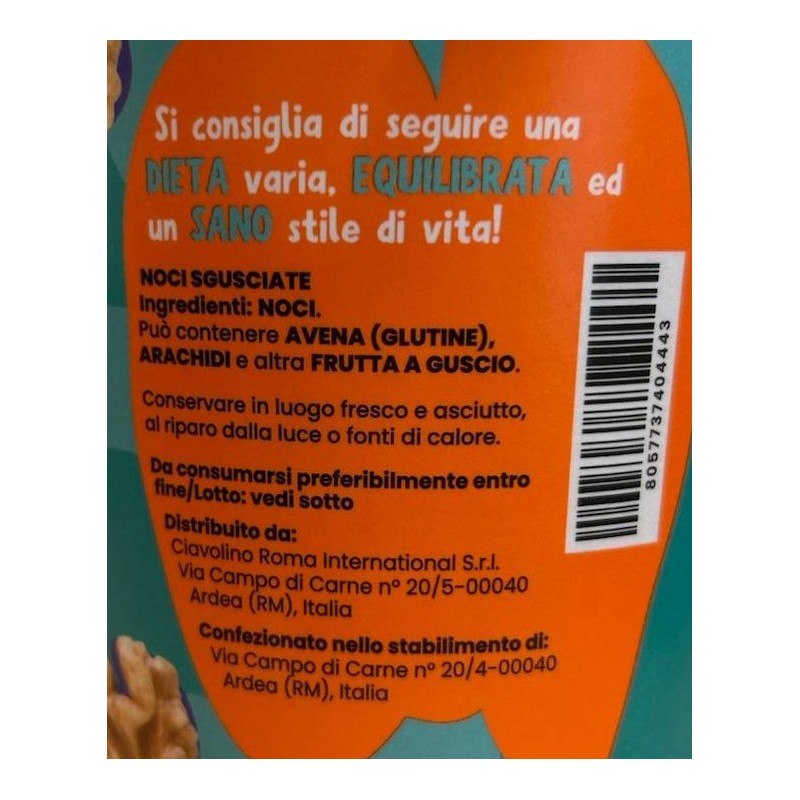 Si consiglia di seguire una
DIETA varia, EQUILIBRATA ed
un SANO stile di vita!
NOCI SGUSCIATE
Ingredienti: NOCI.
Può contenere AVENA (GLUTINE),
ARACHIDI e altra FRUTTA A GUSCIO.
Conservare in luogo fresco e asciutto,
al riparo dalla luce o fonti di calore.
Da consumarsi preferibilmente entro
fine/Lotto: vedi sotto
Distribuito da:
Ciavolino Roma International S.r.l.
Via Campo di Carne n° 20/5-00040
Ardea (RM), Italia
Confezionato nello stabilimento di:
Via Campo di Carne n° 20/4-00040
Ardea (RM), Italia
8057737404443